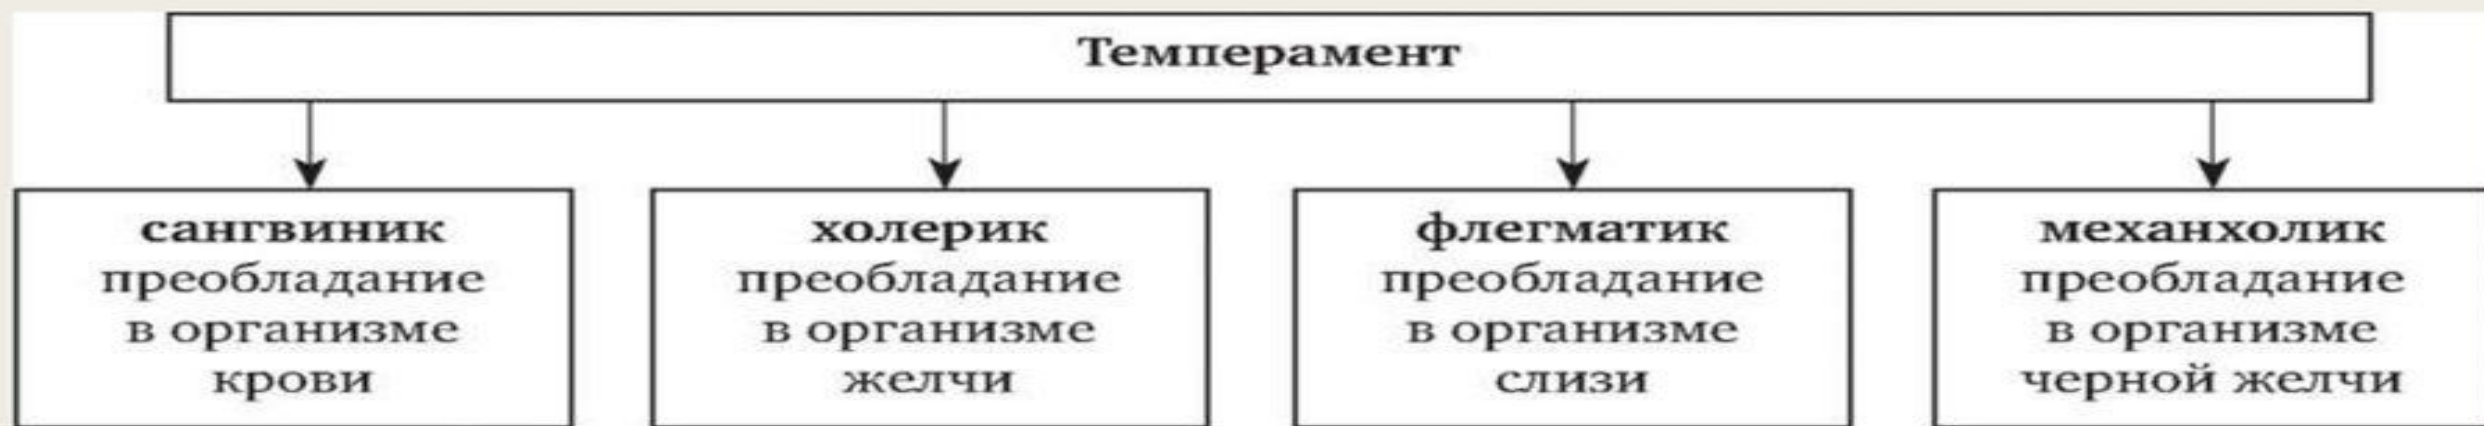 Темперамент
сангвиник
преобладание
в организме
крови
холерик
преобладание
в организме
желчи
флегматик
преобладание
в организме
слизи
механхолик
преобладание
в организме
черной желчи